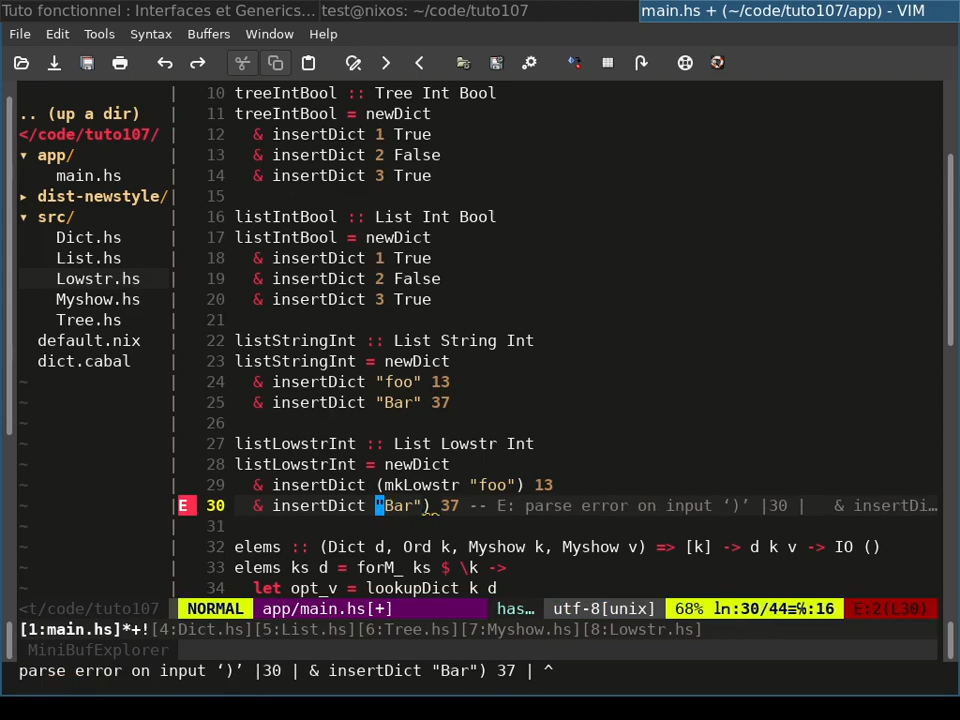 Tuto fonctionnel : Interfaces et Generics... test@nixos: ~/code/tuto107 main.hs + (~/code/tuto107/app) - VIM
File Edit Tools Syntax Buffers Window Help
.. (up a dir)
</code/tuto107/
▾ app/
main.hs
▸ dist-newstyle/
▾ src/
Dict.hs
List.hs
Lowstr.hs
Myshow.hs
Tree.hs
default.nix
dict.cabal
~
~
~
~
~
~
~
~
~
~
~
10 treeIntBool :: Tree Int Bool
11 treeIntBool = newDict
12   & insertDict 1 True
13   & insertDict 2 False
14   & insertDict 3 True
15
16 listIntBool :: List Int Bool
17 listIntBool = newDict
18   & insertDict 1 True
19   & insertDict 2 False
20   & insertDict 3 True
21
22 listStringInt :: List String Int
23 listStringInt = newDict
24   & insertDict "foo" 13
25   & insertDict "Bar" 37
26
27 listLowstrInt :: List Lowstr Int
28 listLowstrInt = newDict
29   & insertDict (mkLowstr "foo") 13
E 30   & insertDict "Bar") 37 -- E: parse error on input ‘)’ |30 |   & insertDi…
31
32 elems :: (Dict d, Ord k, Myshow k, Myshow v) => [k] -> d k v -> IO ()
33 elems ks d = forM_ ks $ \k ->
34   let opt_v = lookupDict k d
<t/code/tuto107 NORMAL app/main.hs[+] has… utf-8[unix] 68% ln:30/44≡℅:16 E:2(L30)
[1:main.hs]*+![4:Dict.hs][5:List.hs][6:Tree.hs][7:Myshow.hs][8:Lowstr.hs]
MiniBufExplorer
parse error on input ‘)’ |30 | & insertDict "Bar") 37 | ^